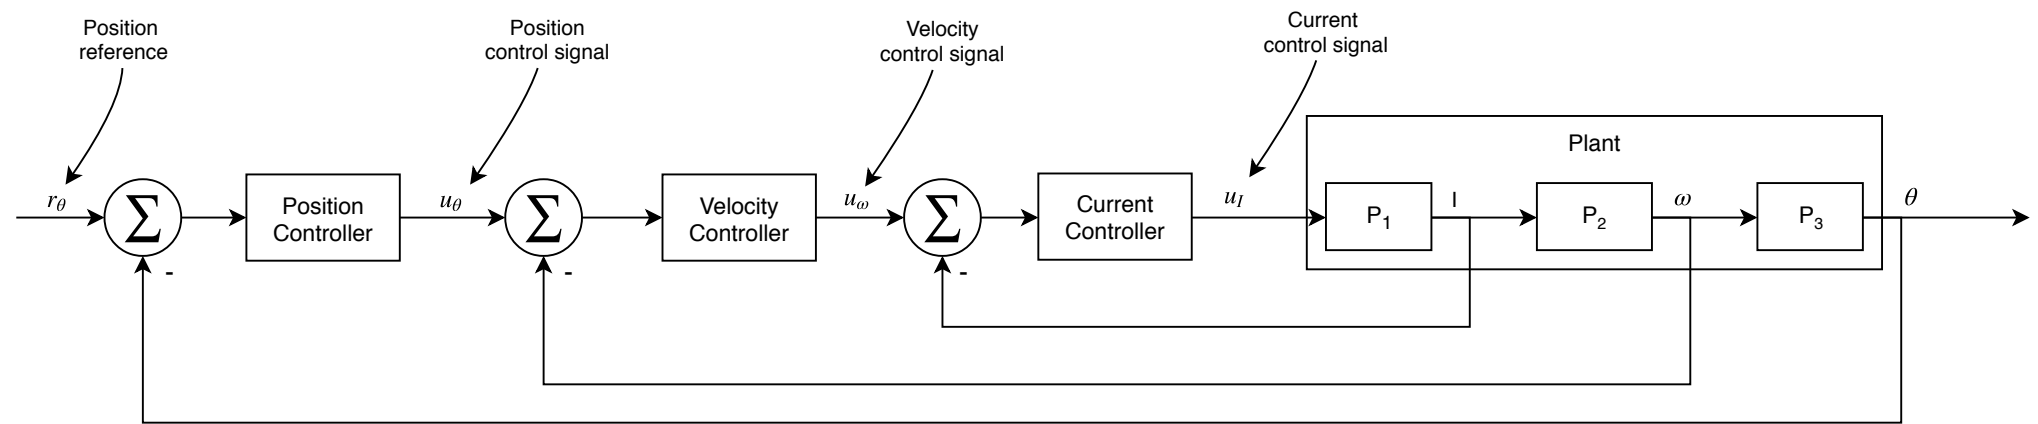 Position
reference
Position
control signal
Velocity
control signal
Current
control signal
Plant
r_θ
Σ
Position
Controller
u_θ
Σ
Velocity
Controller
u_ω
Σ
Current
Controller
u_I
P₁
I
P₂
ω
P₃
θ
-
-
-